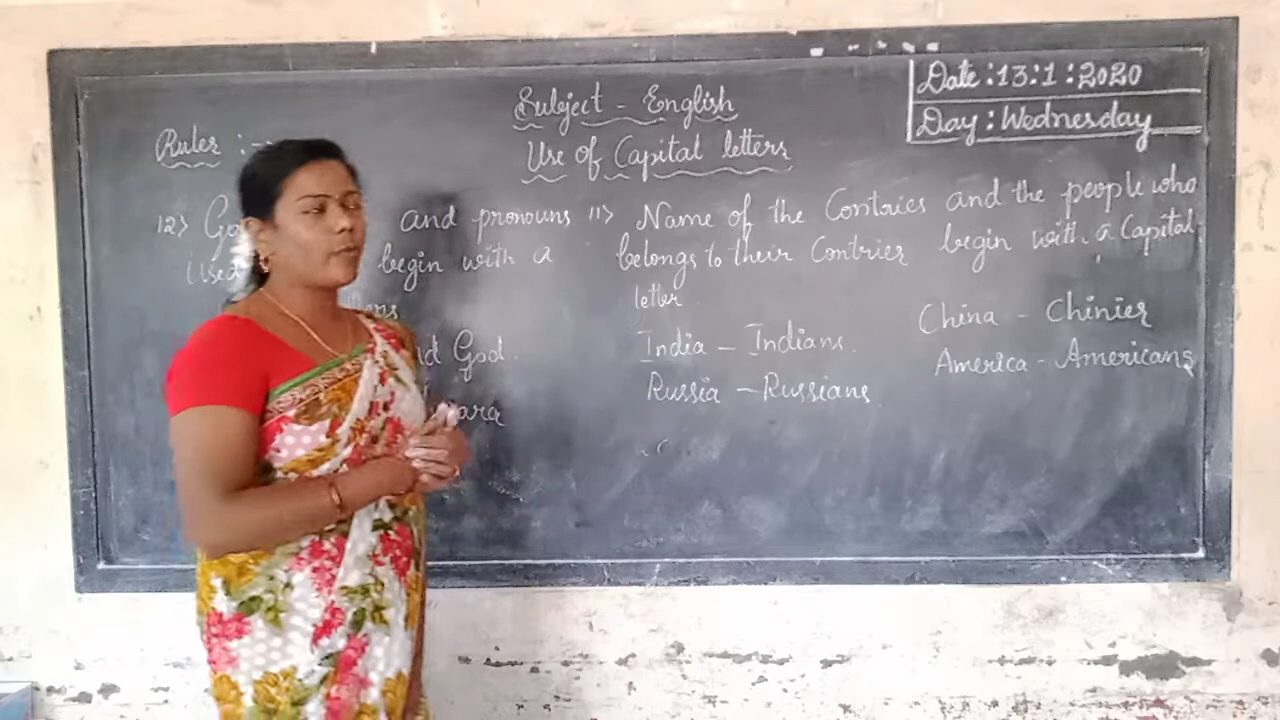 Subject - English
Use of Capital letters
Date : 13 : 1 : 2020
Day : Wednesday
Rules :-
12> and pronouns
begin with a
God.
11> Name of the Contries and the people who
belongs to their Contries begin with a Capital
letter
India - Indians.
Russia - Russians
China - Chinies
America - Americans